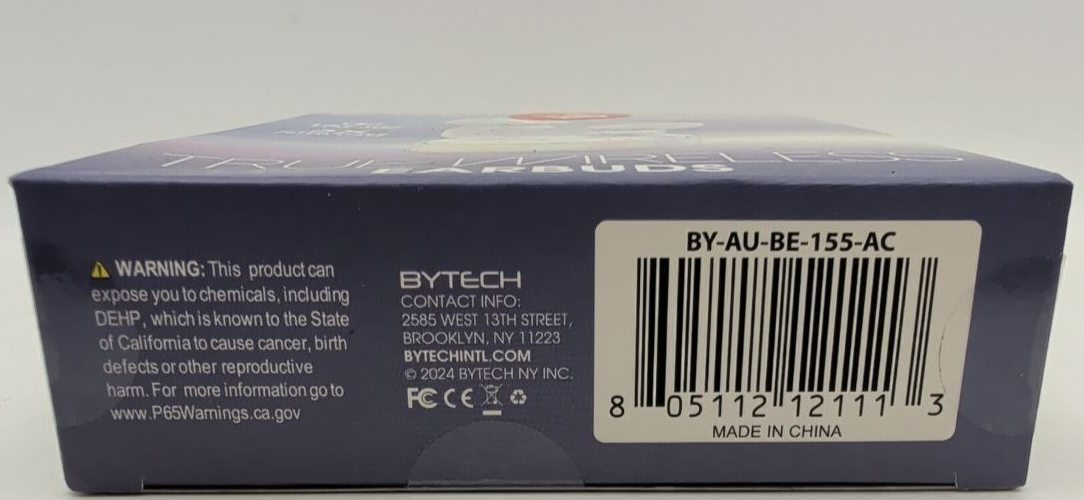 TRUE WIRELESS
EARBUDS
WARNING: This product can
expose you to chemicals, including
DEHP, which is known to the State
of California to cause cancer, birth
defects or other reproductive
harm. For more information go to
www.P65Warnings.ca.gov
BYTECH
CONTACT INFO:
2585 WEST 13TH STREET,
BROOKLYN, NY 11223
BYTECHINTL.COM
© 2024 BYTECH NY INC.
FC CE
BY-AU-BE-155-AC
8 05112 12111 3
MADE IN CHINA